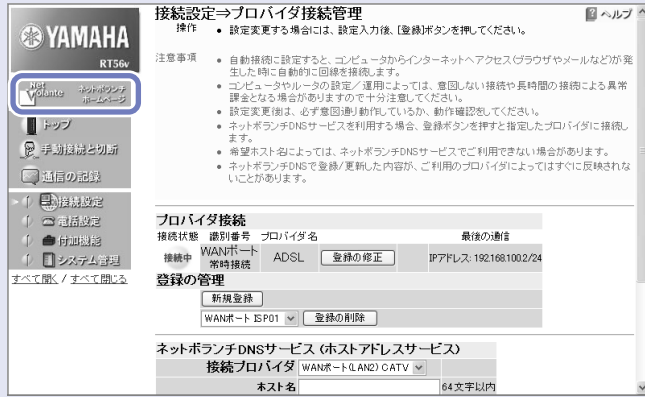 YAMAHA
RT56v
Net Volante ネットボランチ
ホームページ
トップ
手動接続と切断
通信の記録
接続設定
電話設定
付加機能
システム管理
すべて開く / すべて閉じる
接続設定⇒プロバイダ接続管理
ヘルプ
操作 • 設定変更する場合には、設定入力後、[登録]ボタンを押してください。
注意事項 • 自動接続に設定すると、コンピュータからインターネットへアクセス(ブラウザやメールなど)が発
生した時に自動的に回線を接続します。
• コンピュータやルータの設定／運用によっては、意図しない接続や長時間の接続による異常
課金となる場合がありますので十分注意してください。
• 設定変更後は、必ず意図通り動作しているか、動作確認をしてください。
• ネットボランチDNSサービスを利用する場合、登録ボタンを押すと指定したプロバイダに接続し
ます。
• 希望ホスト名によっては、ネットボランチDNSサービスでご利用できない場合があります。
• ネットボランチDNSで登録/更新した内容が、ご利用のプロバイダによってはすぐに反映されな
いことがあります。
プロバイダ接続
接続状態 識別番号 プロバイダ名 最後の通信
接続中 WANポート
常時接続 ADSL 登録の修正 IPアドレス: 192.168.100.2/24
登録の管理
新規登録
WANポート ISP01 登録の削除
ネットボランチDNSサービス (ホストアドレスサービス)
接続プロバイダ WANポート(LAN2) CATV
ホスト名 64文字以内